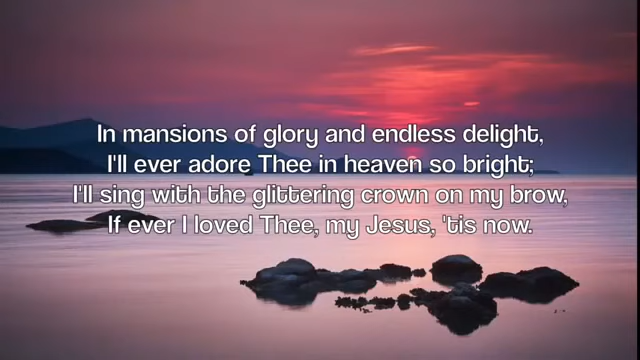 In mansions of glory and endless delight,
I'll ever adore Thee in heaven so bright;
I'll sing with the glittering crown on my brow,
If ever I loved Thee, my Jesus, 'tis now.